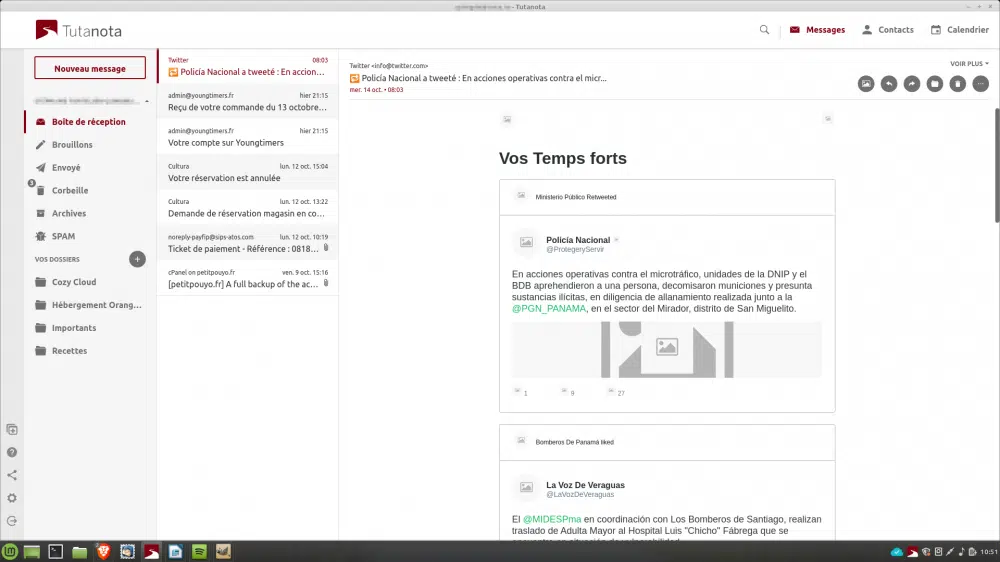 - Tutanota
Tutanota
Messages
Contacts
Calendrier
Nouveau message
Boîte de réception
Brouillons
Envoyé
3
Corbeille
Archives
SPAM
VOS DOSSIERS
Cozy Cloud
Hébergement Orang...
Importants
Recettes
Twitter 08:03
Policía Nacional a tweeté : En accion...
admin@youngtimers.fr hier 21:15
Reçu de votre commande du 13 octobre...
admin@youngtimers.fr hier 21:15
Votre compte sur Youngtimers
Cultura lun. 12 oct. 15:04
Votre réservation est annulée
Cultura lun. 12 oct. 13:22
Demande de réservation magasin en co...
noreply-payfip@sips-atos.com lun. 12 oct. 10:19
Ticket de paiement - Référence : 0818...
cPanel on petitpouyo.fr ven. 9 oct. 15:16
[petitpouyo.fr] A full backup of the ac...
Twitter <info@twitter.com>
VOIR PLUS
Policía Nacional a tweeté : En acciones operativas contra el micr...
mer. 14 oct. • 08:03
Vos Temps forts
Ministerio Público Retweeted
Policía Nacional
@ProtegeryServir
En acciones operativas contra el microtráfico, unidades de la DNIP y el
BDB aprehendieron a una persona, decomisaron municiones y presunta
sustancias ilícitas, en diligencia de allanamiento realizada junto a la
@PGN_PANAMA, en el sector del Mirador, distrito de San Miguelito.
1 9 27
Bomberos De Panamá liked
La Voz De Veraguas
@LaVozDeVeraguas
El @MIDESPma en coordinación con Los Bomberos de Santiago, realizan
traslado de Adulta Mayor al Hospital Luis "Chicho" Fábrega que se
10:51